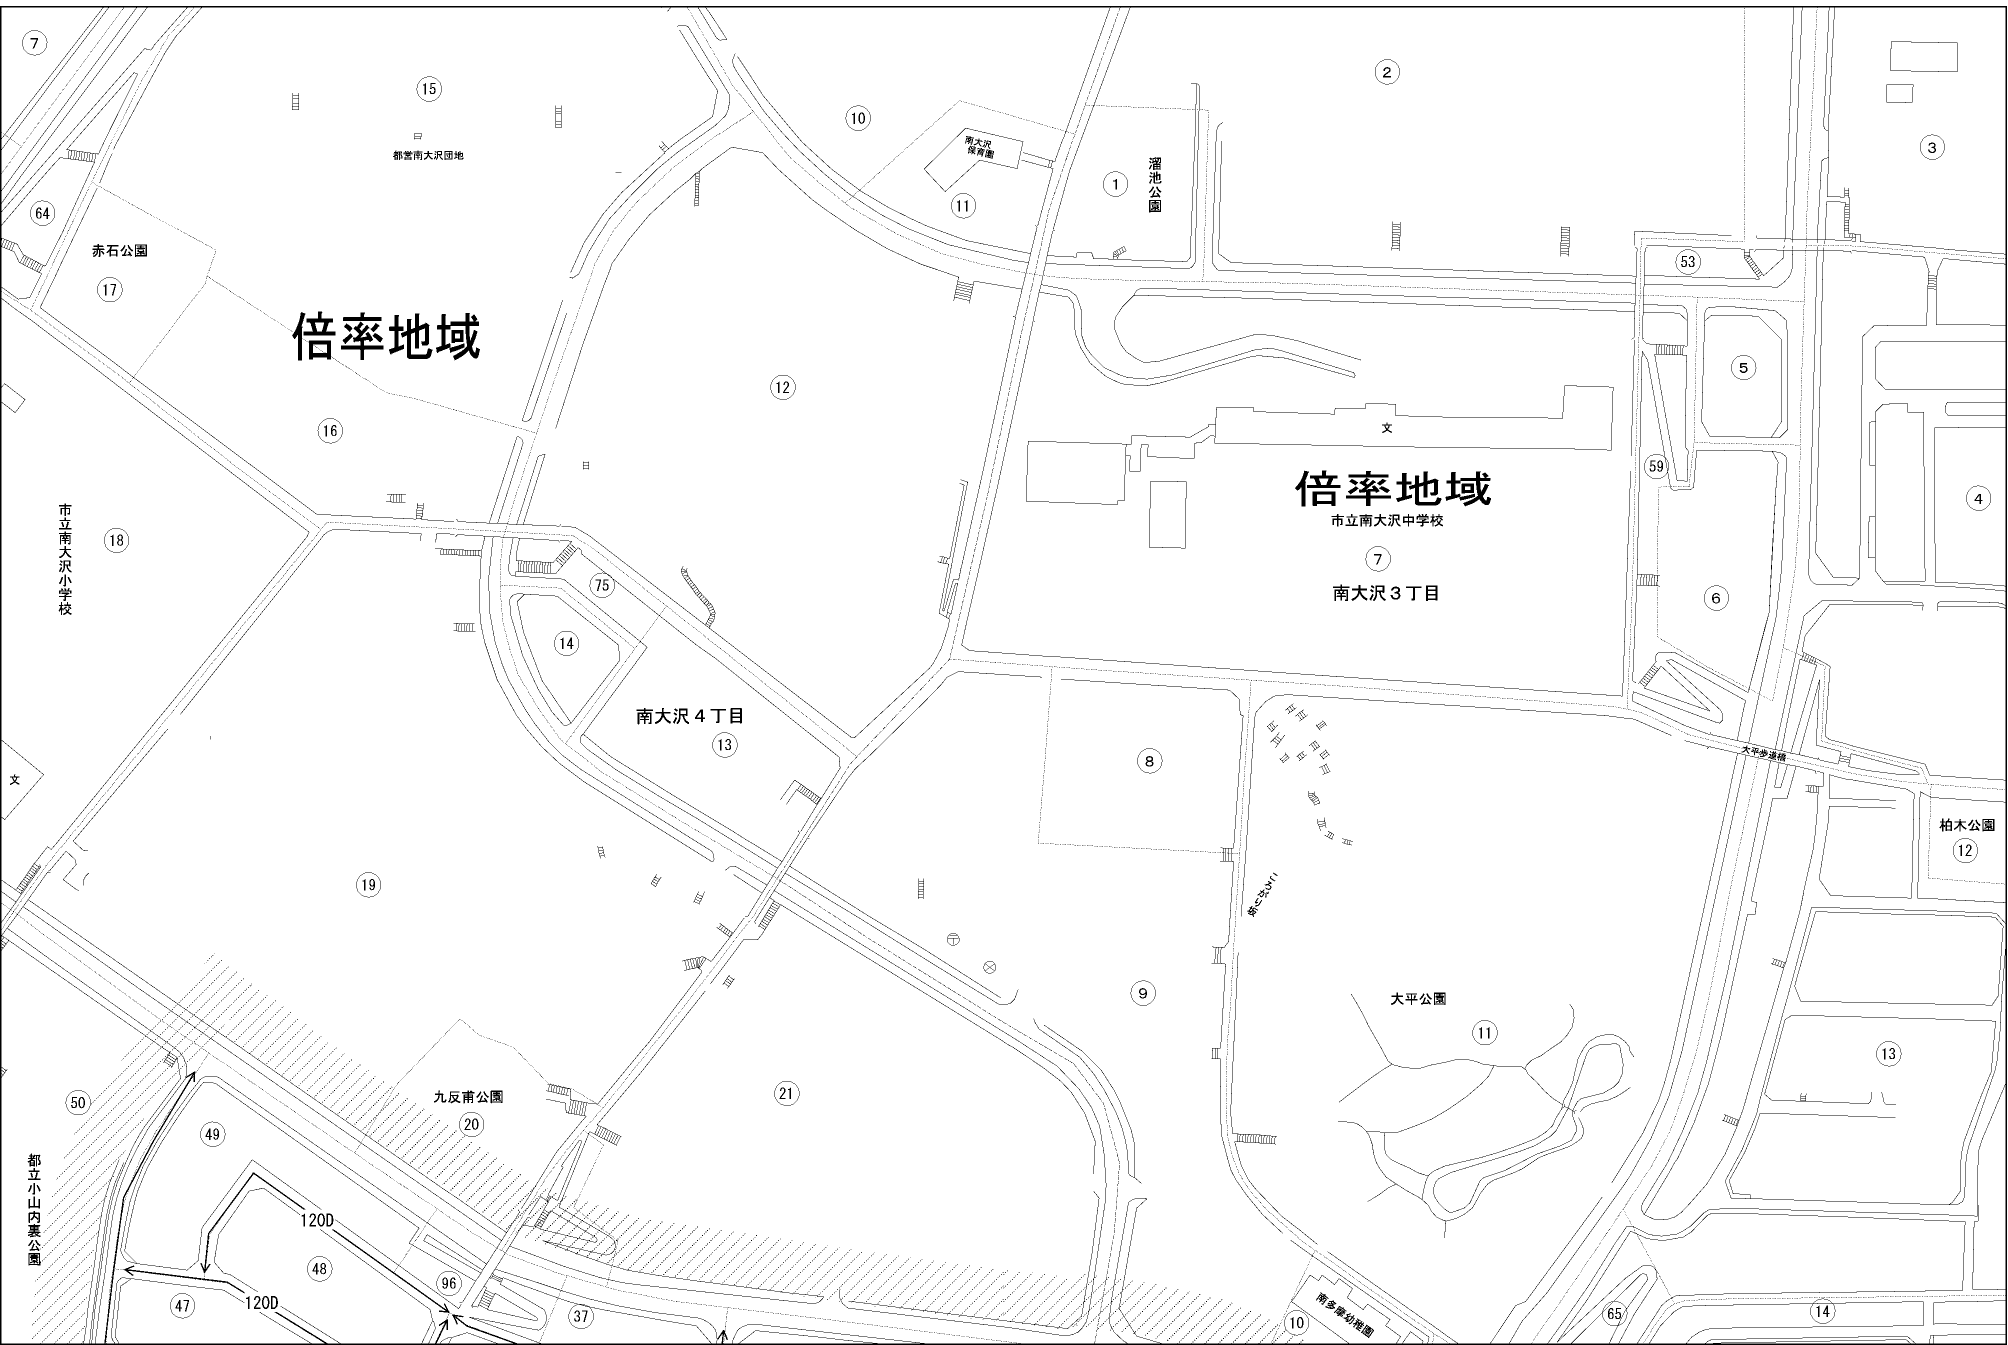 7
15
10
2
3
都営南大沢団地
南大沢
保育園
1
溜池公園
11
64
赤石公園
17
53
倍率地域
12
5
16
文
59
倍率地域
市立南大沢中学校
4
市立南大沢小学校
18
7
南大沢3丁目
75
6
14
南大沢4丁目
13
8
大平歩道橋
文
柏木公園
12
19
ころがり坂
9
大平公園
11
13
50
九反甫公園
20
21
49
都立小山内裏公園
120D
48
96
47
120D
37
10
南多摩幼稚園
65
14